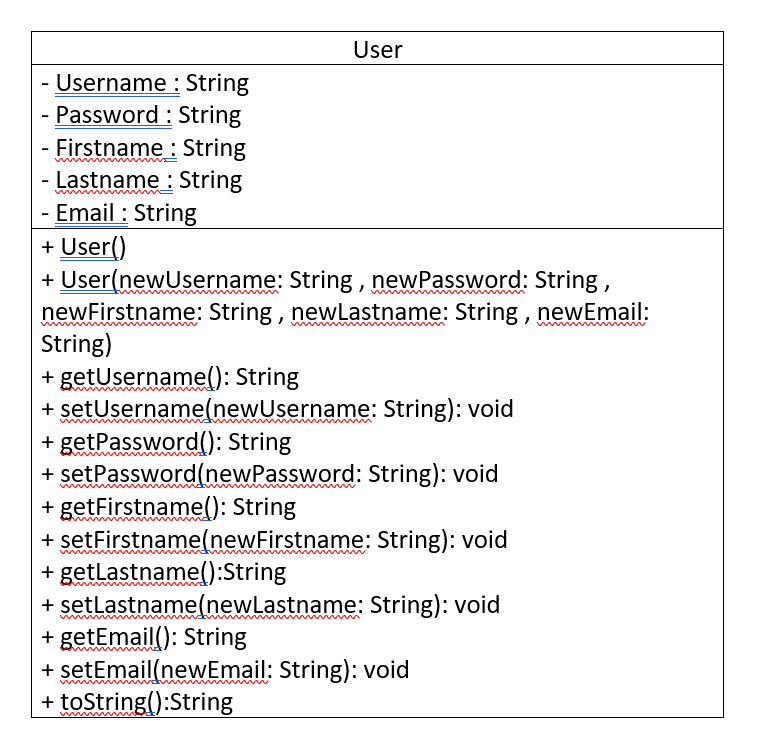 User
- Username : String
- Password : String
- Firstname : String
- Lastname : String
- Email : String
+ User()
+ User(newUsername: String , newPassword: String ,
newFirstname: String , newLastname: String , newEmail:
String)
+ getUsername(): String
+ setUsername(newUsername: String): void
+ getPassword(): String
+ setPassword(newPassword: String): void
+ getFirstname(): String
+ setFirstname(newFirstname: String): void
+ getLastname():String
+ setLastname(newLastname: String): void
+ getEmail(): String
+ setEmail(newEmail: String): void
+ toString():String